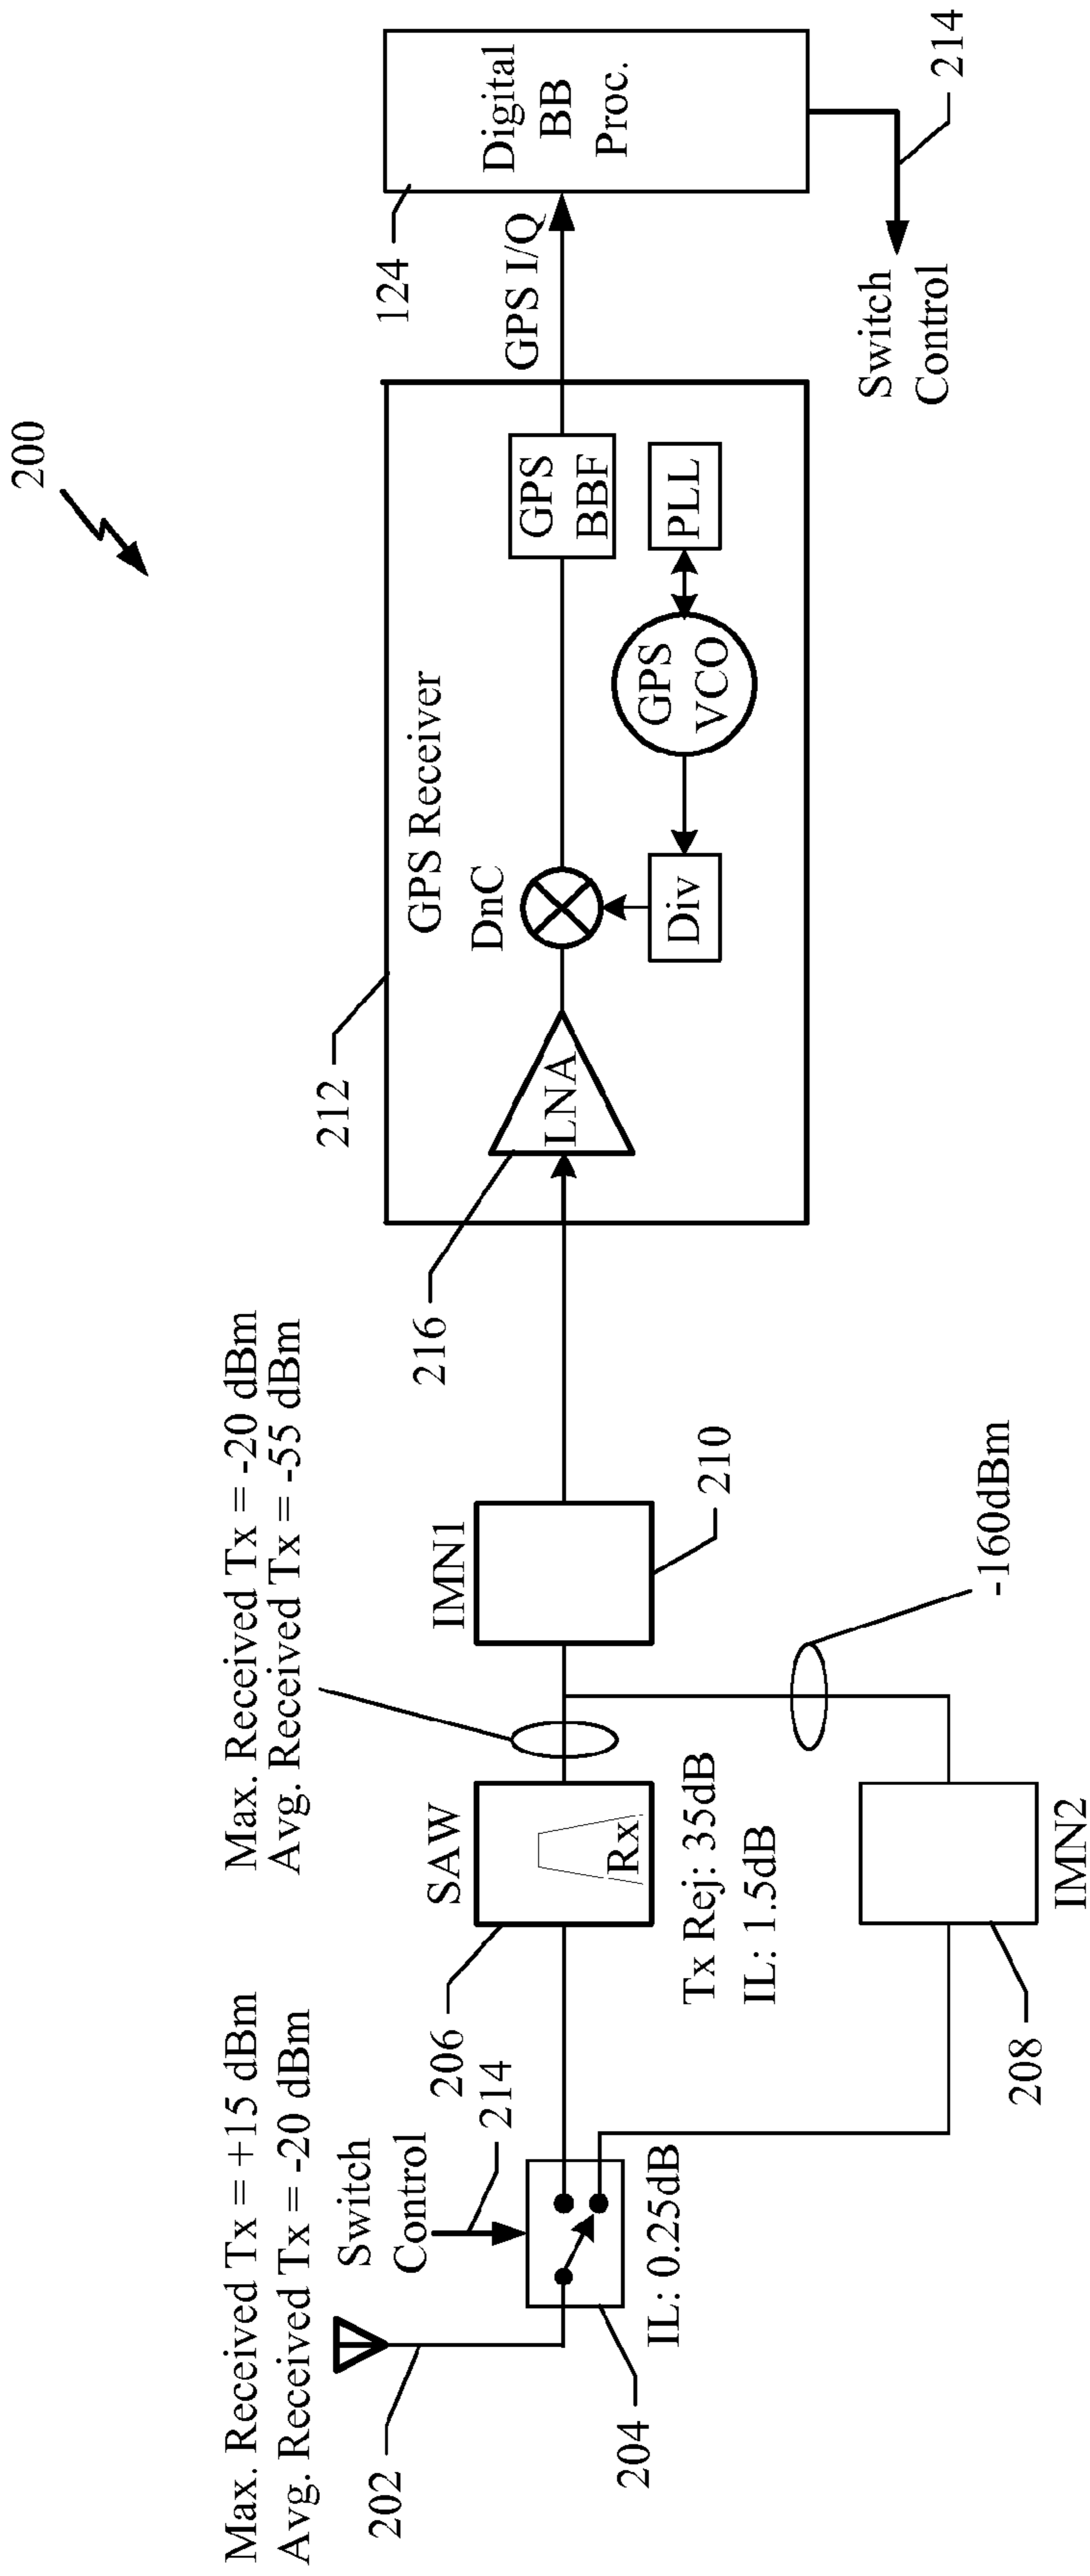 200
Max. Received Tx = +15 dBm
Avg. Received Tx = -20 dBm
Max. Received Tx = -20 dBm
Avg. Received Tx = -55 dBm
202
Switch
Control
214
204
IL: 0.25dB
206
SAW
Rx
Tx Rej: 35dB
IL: 1.5dB
208
IMN2
IMN1
210
-160dBm
212
GPS Receiver
216
LNA
DnC
Div
GPS
VCO
PLL
GPS
BBF
GPS I/Q
124
Digital
BB
Proc.
Switch
Control
214